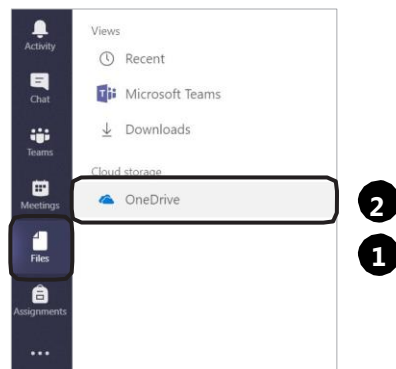 Activity
Chat
Teams
Meetings
Files
Assignments
Views
Recent
Microsoft Teams
Downloads
Cloud storage
OneDrive
2
1